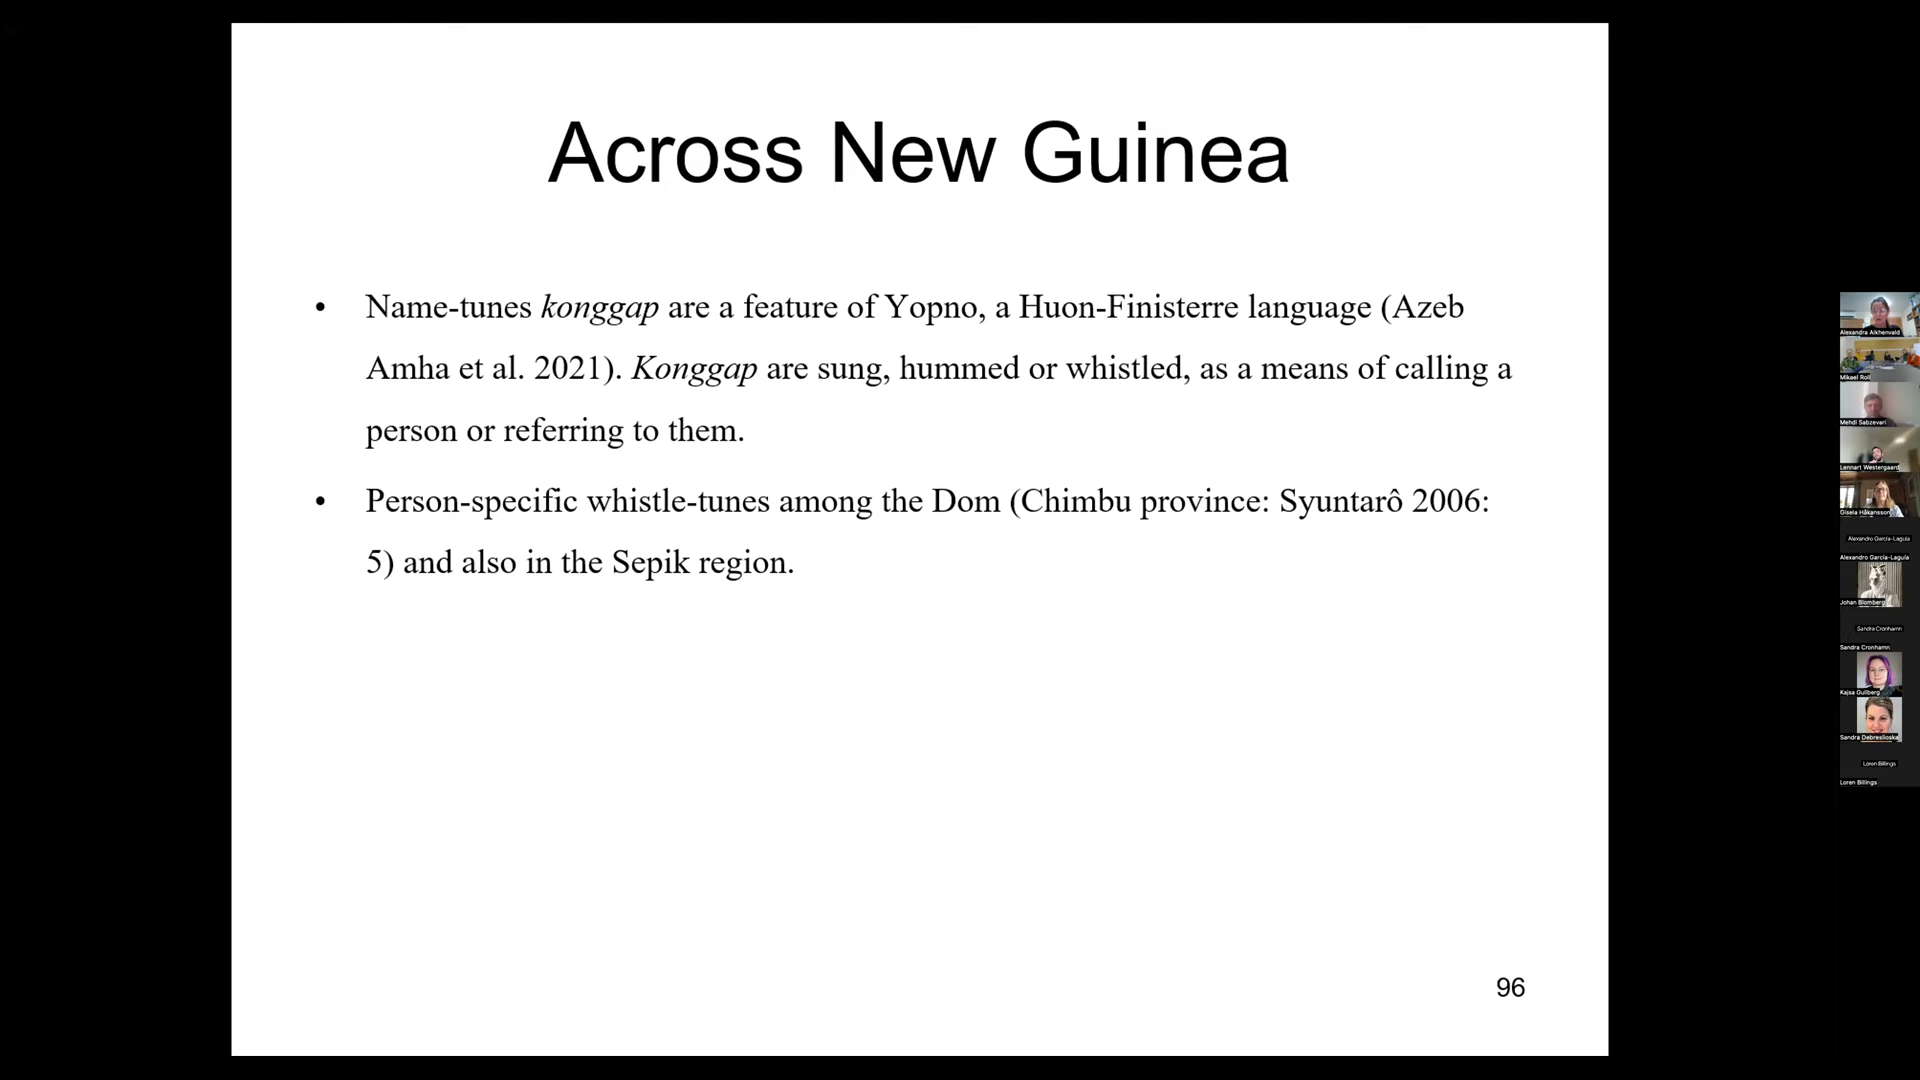 Across New Guinea
• Name-tunes konggap are a feature of Yopno, a Huon-Finisterre language (Azeb
Amha et al. 2021). Konggap are sung, hummed or whistled, as a means of calling a
person or referring to them.
• Person-specific whistle-tunes among the Dom (Chimbu province: Syuntarô 2006:
5) and also in the Sepik region.
96
Alexandra Aikhenvald
Mikael Roll
Mehdi Sabzevari
Lennart Westergaard
Gisela Håkansson
Alexandro García-Laguía
Alexandro García-Laguía
Johan Blomberg
Sandra Cronhamn
Sandra Cronhamn
Kajsa Gullberg
Sandra Debreslioska
Loren Billings
Loren Billings